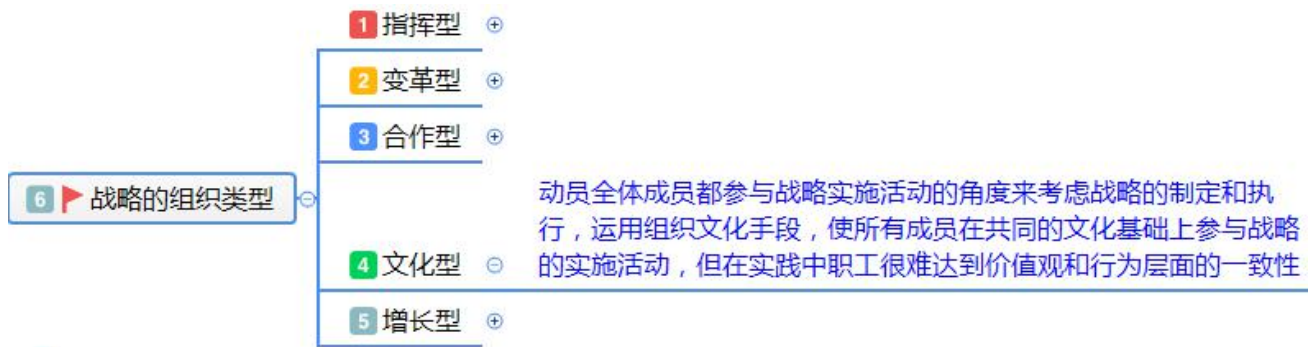 1 指挥型
2 变革型
3 合作型
6 战略的组织类型
动员全体成员都参与战略实施活动的角度来考虑战略的制定和执
行，运用组织文化手段，使所有成员在共同的文化基础上参与战略
的实施活动，但在实践中职工很难达到价值观和行为层面的一致性
4 文化型
5 增长型